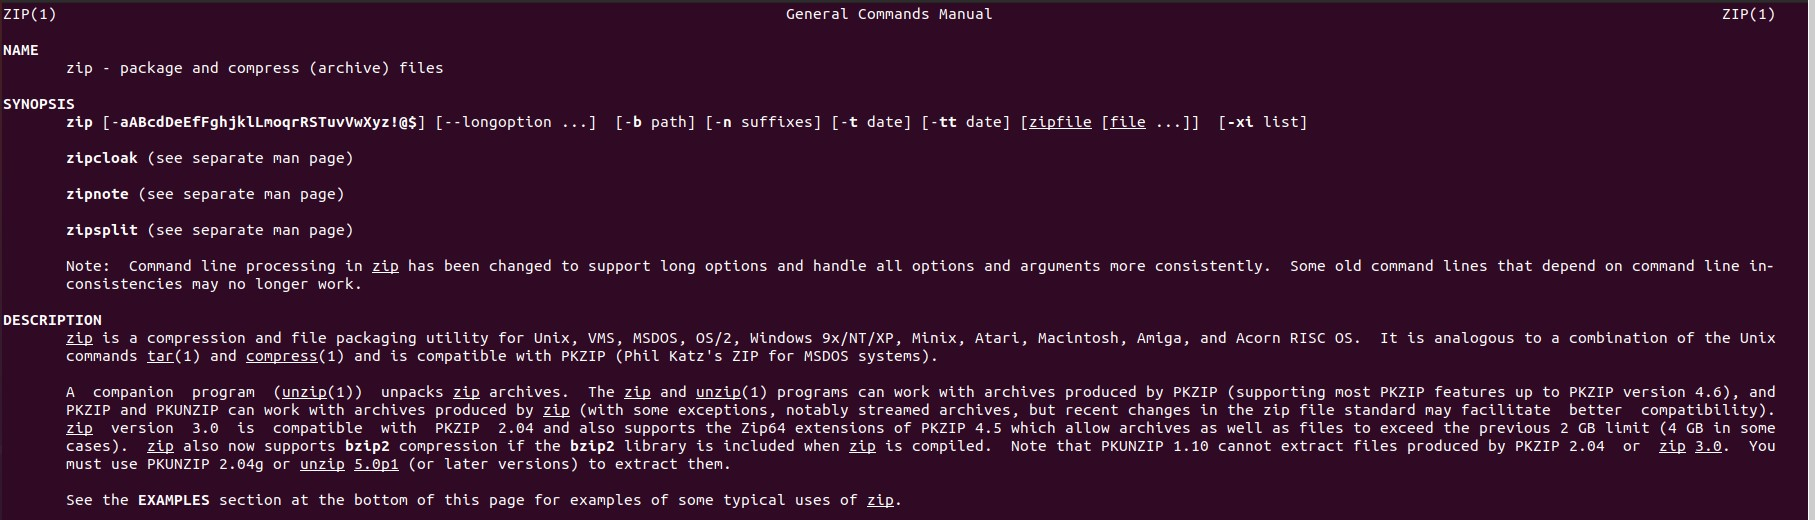 ZIP(1) General Commands Manual ZIP(1)
NAME
zip - package and compress (archive) files
SYNOPSIS
zip [-aABcdDeEfFghjklLmoqrRSTuvVwXyz!@$] [--longoption ...]  [-b path] [-n suffixes] [-t date] [-tt date] [zipfile [file ...]]  [-xi list]
zipcloak (see separate man page)
zipnote (see separate man page)
zipsplit (see separate man page)
Note:  Command line processing in zip has been changed to support long options and handle all options and arguments more consistently.  Some old command lines that depend on command line in-
consistencies may no longer work.
DESCRIPTION
zip is a compression and file packaging utility for Unix, VMS, MSDOS, OS/2, Windows 9x/NT/XP, Minix, Atari, Macintosh, Amiga, and Acorn RISC OS.  It is analogous to a combination of the Unix
commands tar(1) and compress(1) and is compatible with PKZIP (Phil Katz's ZIP for MSDOS systems).
A  companion  program  (unzip(1))  unpacks zip archives.  The zip and unzip(1) programs can work with archives produced by PKZIP (supporting most PKZIP features up to PKZIP version 4.6), and
PKZIP and PKUNZIP can work with archives produced by zip (with some exceptions, notably streamed archives, but recent changes in the zip file standard may facilitate  better  compatibility).
zip  version  3.0  is  compatible  with  PKZIP  2.04 and also supports the Zip64 extensions of PKZIP 4.5 which allow archives as well as files to exceed the previous 2 GB limit (4 GB in some
cases).  zip also now supports bzip2 compression if the bzip2 library is included when zip is compiled.  Note that PKUNZIP 1.10 cannot extract files produced by PKZIP 2.04  or  zip 3.0.  You
must use PKUNZIP 2.04g or unzip 5.0p1 (or later versions) to extract them.
See the EXAMPLES section at the bottom of this page for examples of some typical uses of zip.